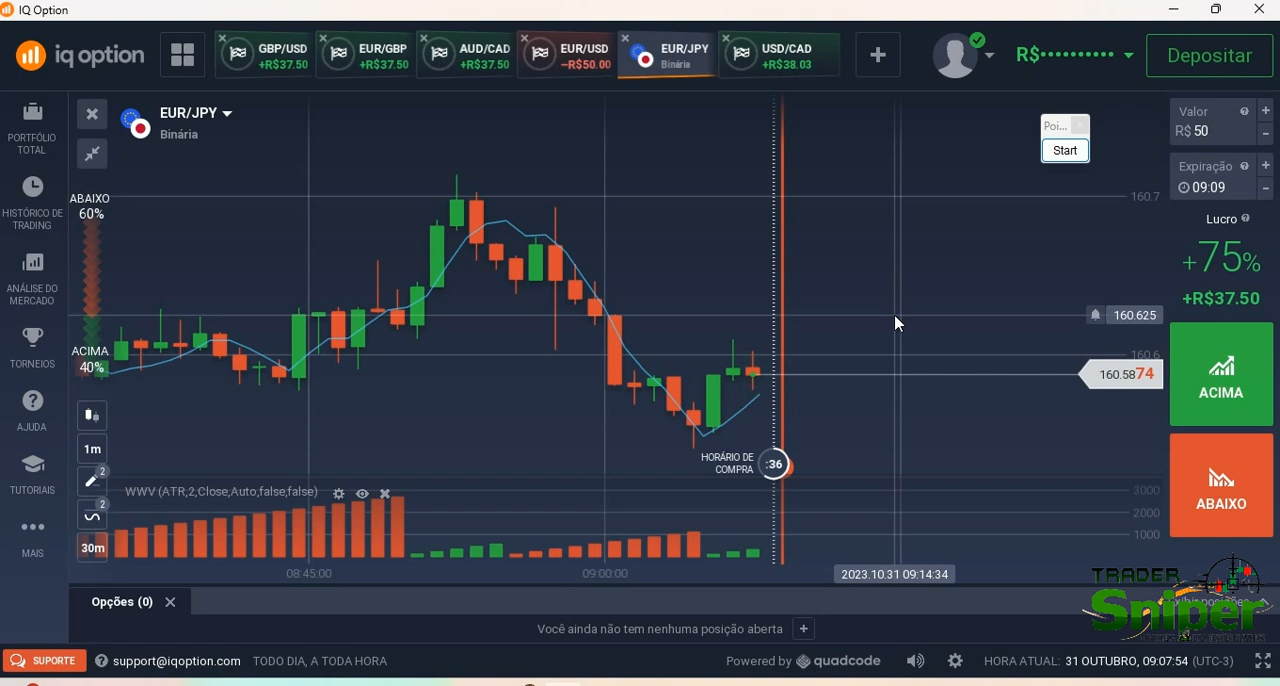 IQ Option
iq option
GBP/USD
+R$37.50
EUR/GBP
+R$37.50
AUD/CAD
+R$37.50
EUR/USD
−R$50.00
EUR/JPY
Binária
USD/CAD
+R$38.03
R$
Depositar
PORTFÓLIO
TOTAL
HISTÓRICO DE
TRADING
ANÁLISE DO
MERCADO
TORNEIOS
AJUDA
TUTORIAIS
MAIS
EUR/JPY
Binária
ABAIXO
60%
ACIMA
40%
1m
2
2
30m
Poi...
Start
160.7
160.625
160.6
160.5874
HORÁRIO DE
COMPRA
:36
WWV (ATR,2,Close,Auto,false,false)
3000
2000
1000
08:45:00
09:00:00
2023.10.31 09:14:34
Valor
R$ 50
Expiração
09:09
Lucro
+75%
+R$37.50
ACIMA
ABAIXO
TRADER
Sniper
Opções (0)
Você ainda não tem nenhuma posição aberta
SUPORTE
support@iqoption.com
TODO DIA, A TODA HORA
Powered by quadcode
HORA ATUAL: 31 OUTUBRO, 09:07:54 (UTC-3)